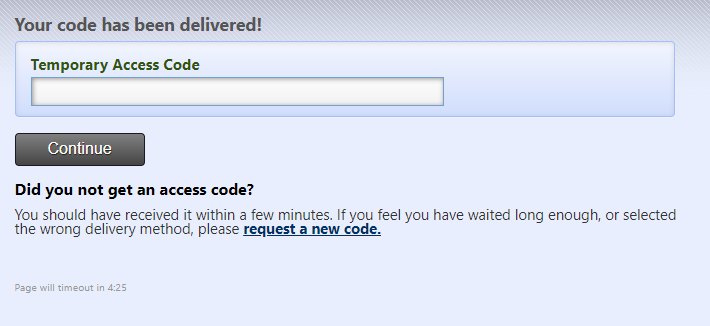 Your code has been delivered!
Temporary Access Code
Continue
Did you not get an access code?
You should have received it within a few minutes. If you feel you have waited long enough, or selected
the wrong delivery method, please request a new code.
Page will timeout in 4:25